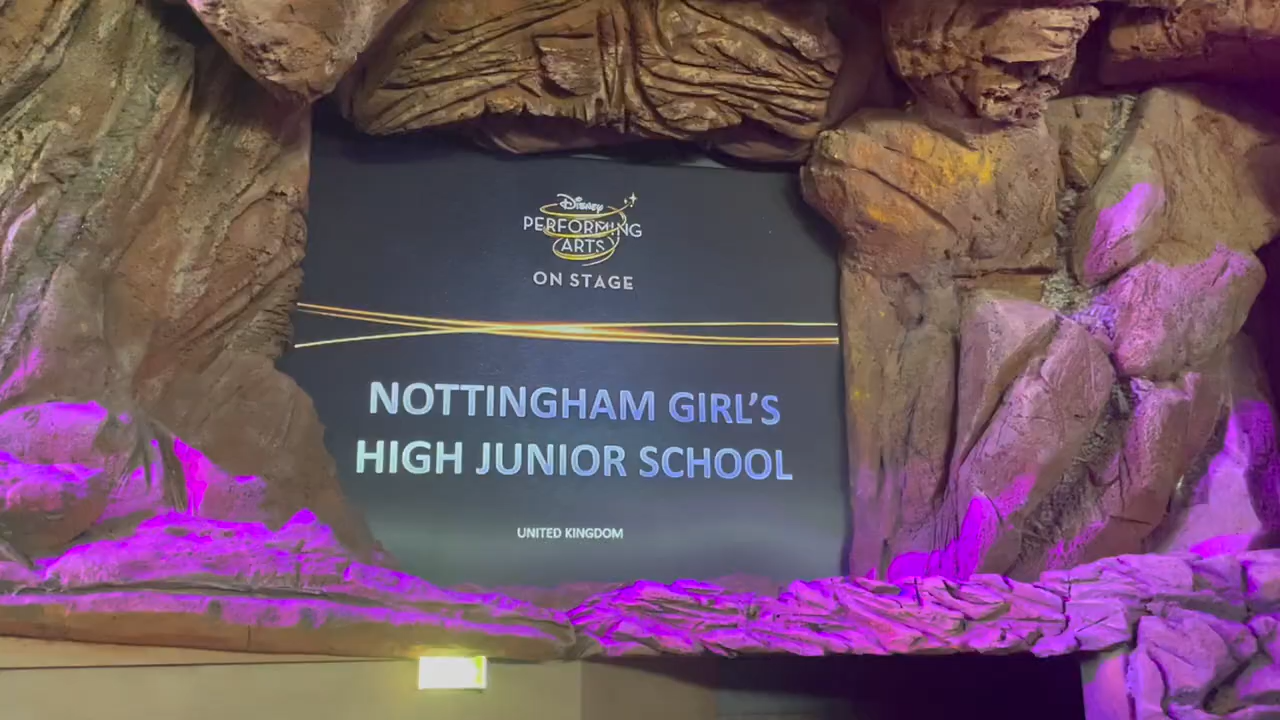 Disney
PERFORMING
ARTS
ON STAGE
NOTTINGHAM GIRL'S
HIGH JUNIOR SCHOOL
UNITED KINGDOM